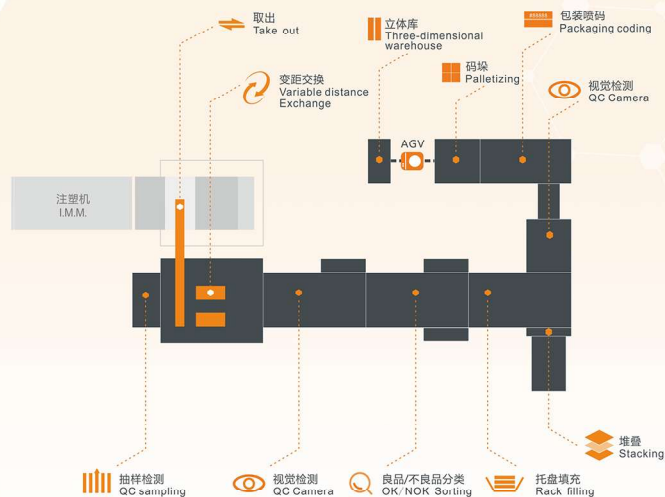 取出
Take out
变距交换
Variable distance
Exchange
立体库
Three-dimensional
warehouse
码垛
Palletizing
包装喷码
Packaging coding
视觉检测
QC Camera
AGV
注塑机
I.M.M.
抽样检测
QC sampling
视觉检测
QC Camera
良品/不良品分类
OK/NOK Sorting
托盘填充
Rack filling
堆叠
Stacking